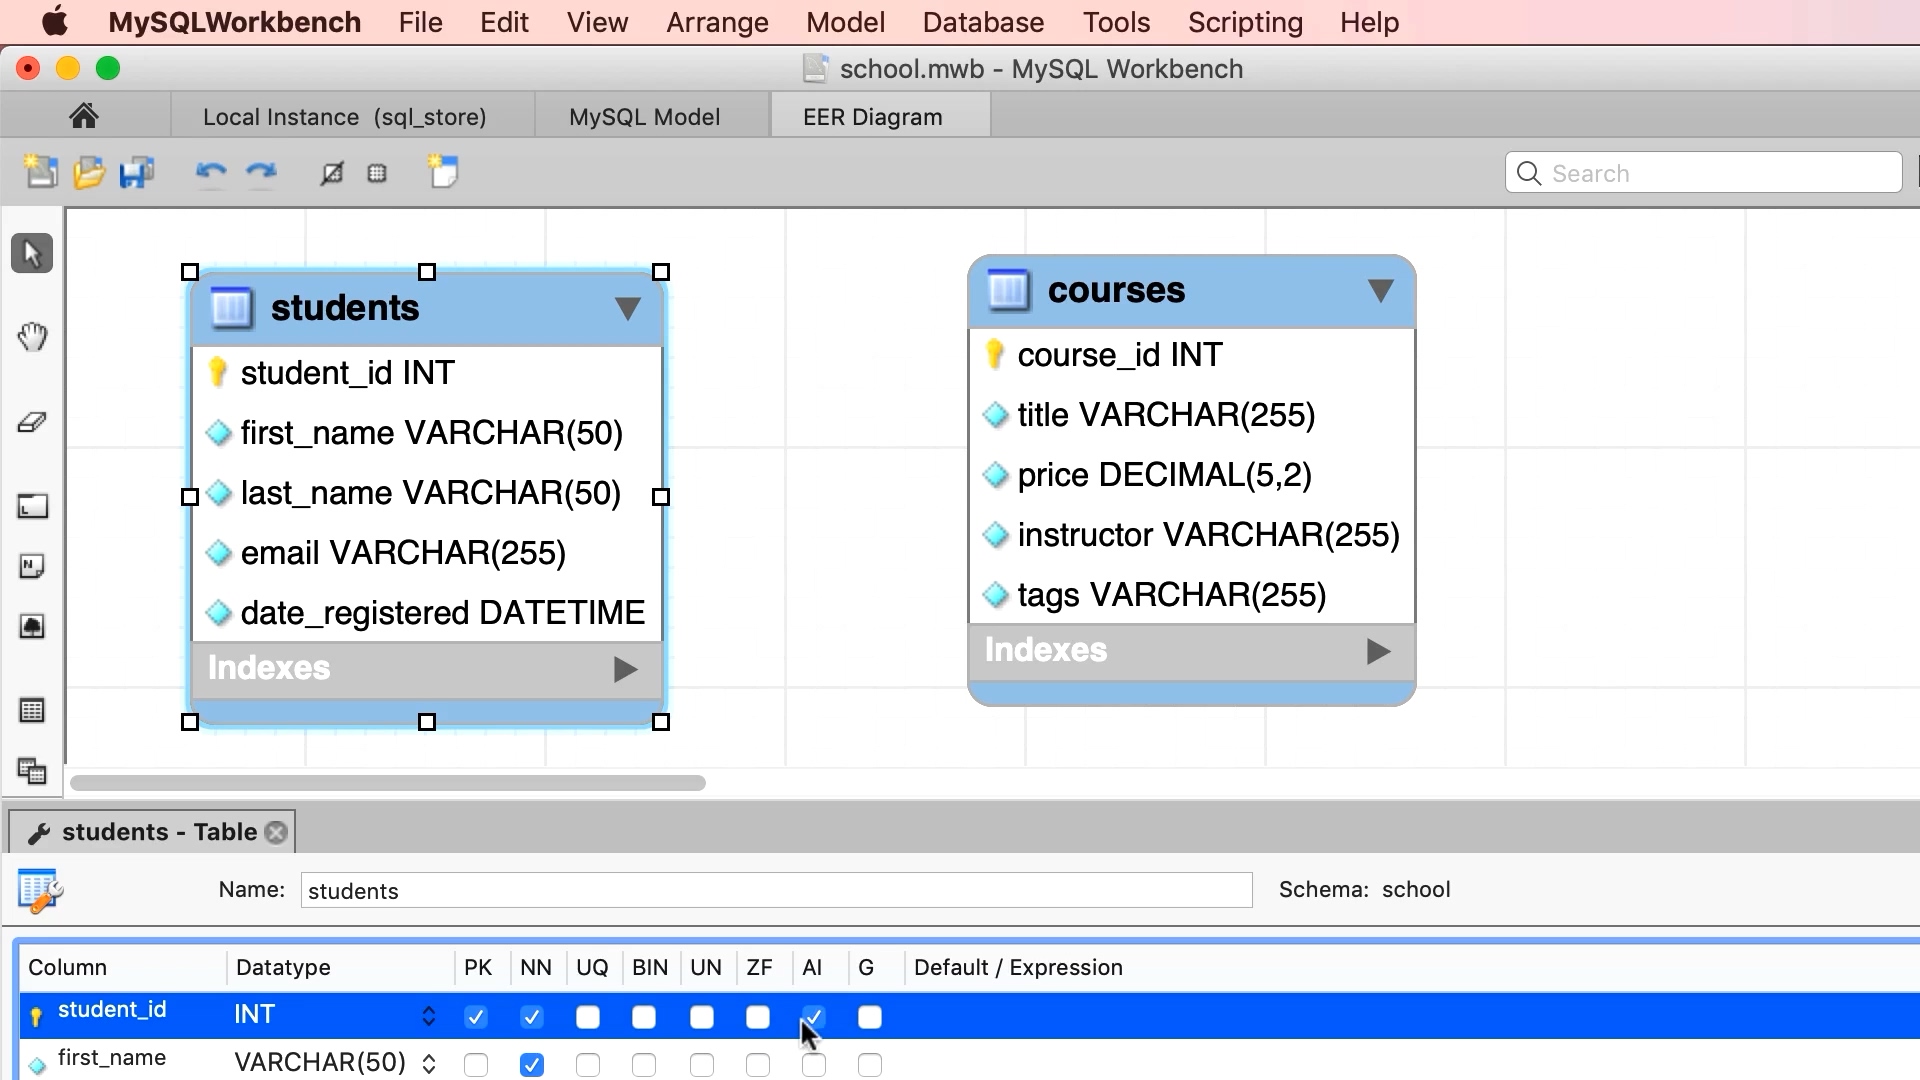 MySQLWorkbench File Edit View Arrange Model Database Tools Scripting Help
school.mwb - MySQL Workbench
Local Instance (sql_store) MySQL Model EER Diagram
Search
students
student_id INT
first_name VARCHAR(50)
last_name VARCHAR(50)
email VARCHAR(255)
date_registered DATETIME
Indexes
courses
course_id INT
title VARCHAR(255)
price DECIMAL(5,2)
instructor VARCHAR(255)
tags VARCHAR(255)
Indexes
students - Table
Name: students Schema: school
Column Datatype PK NN UQ BIN UN ZF AI G Default / Expression
student_id INT
first_name VARCHAR(50)